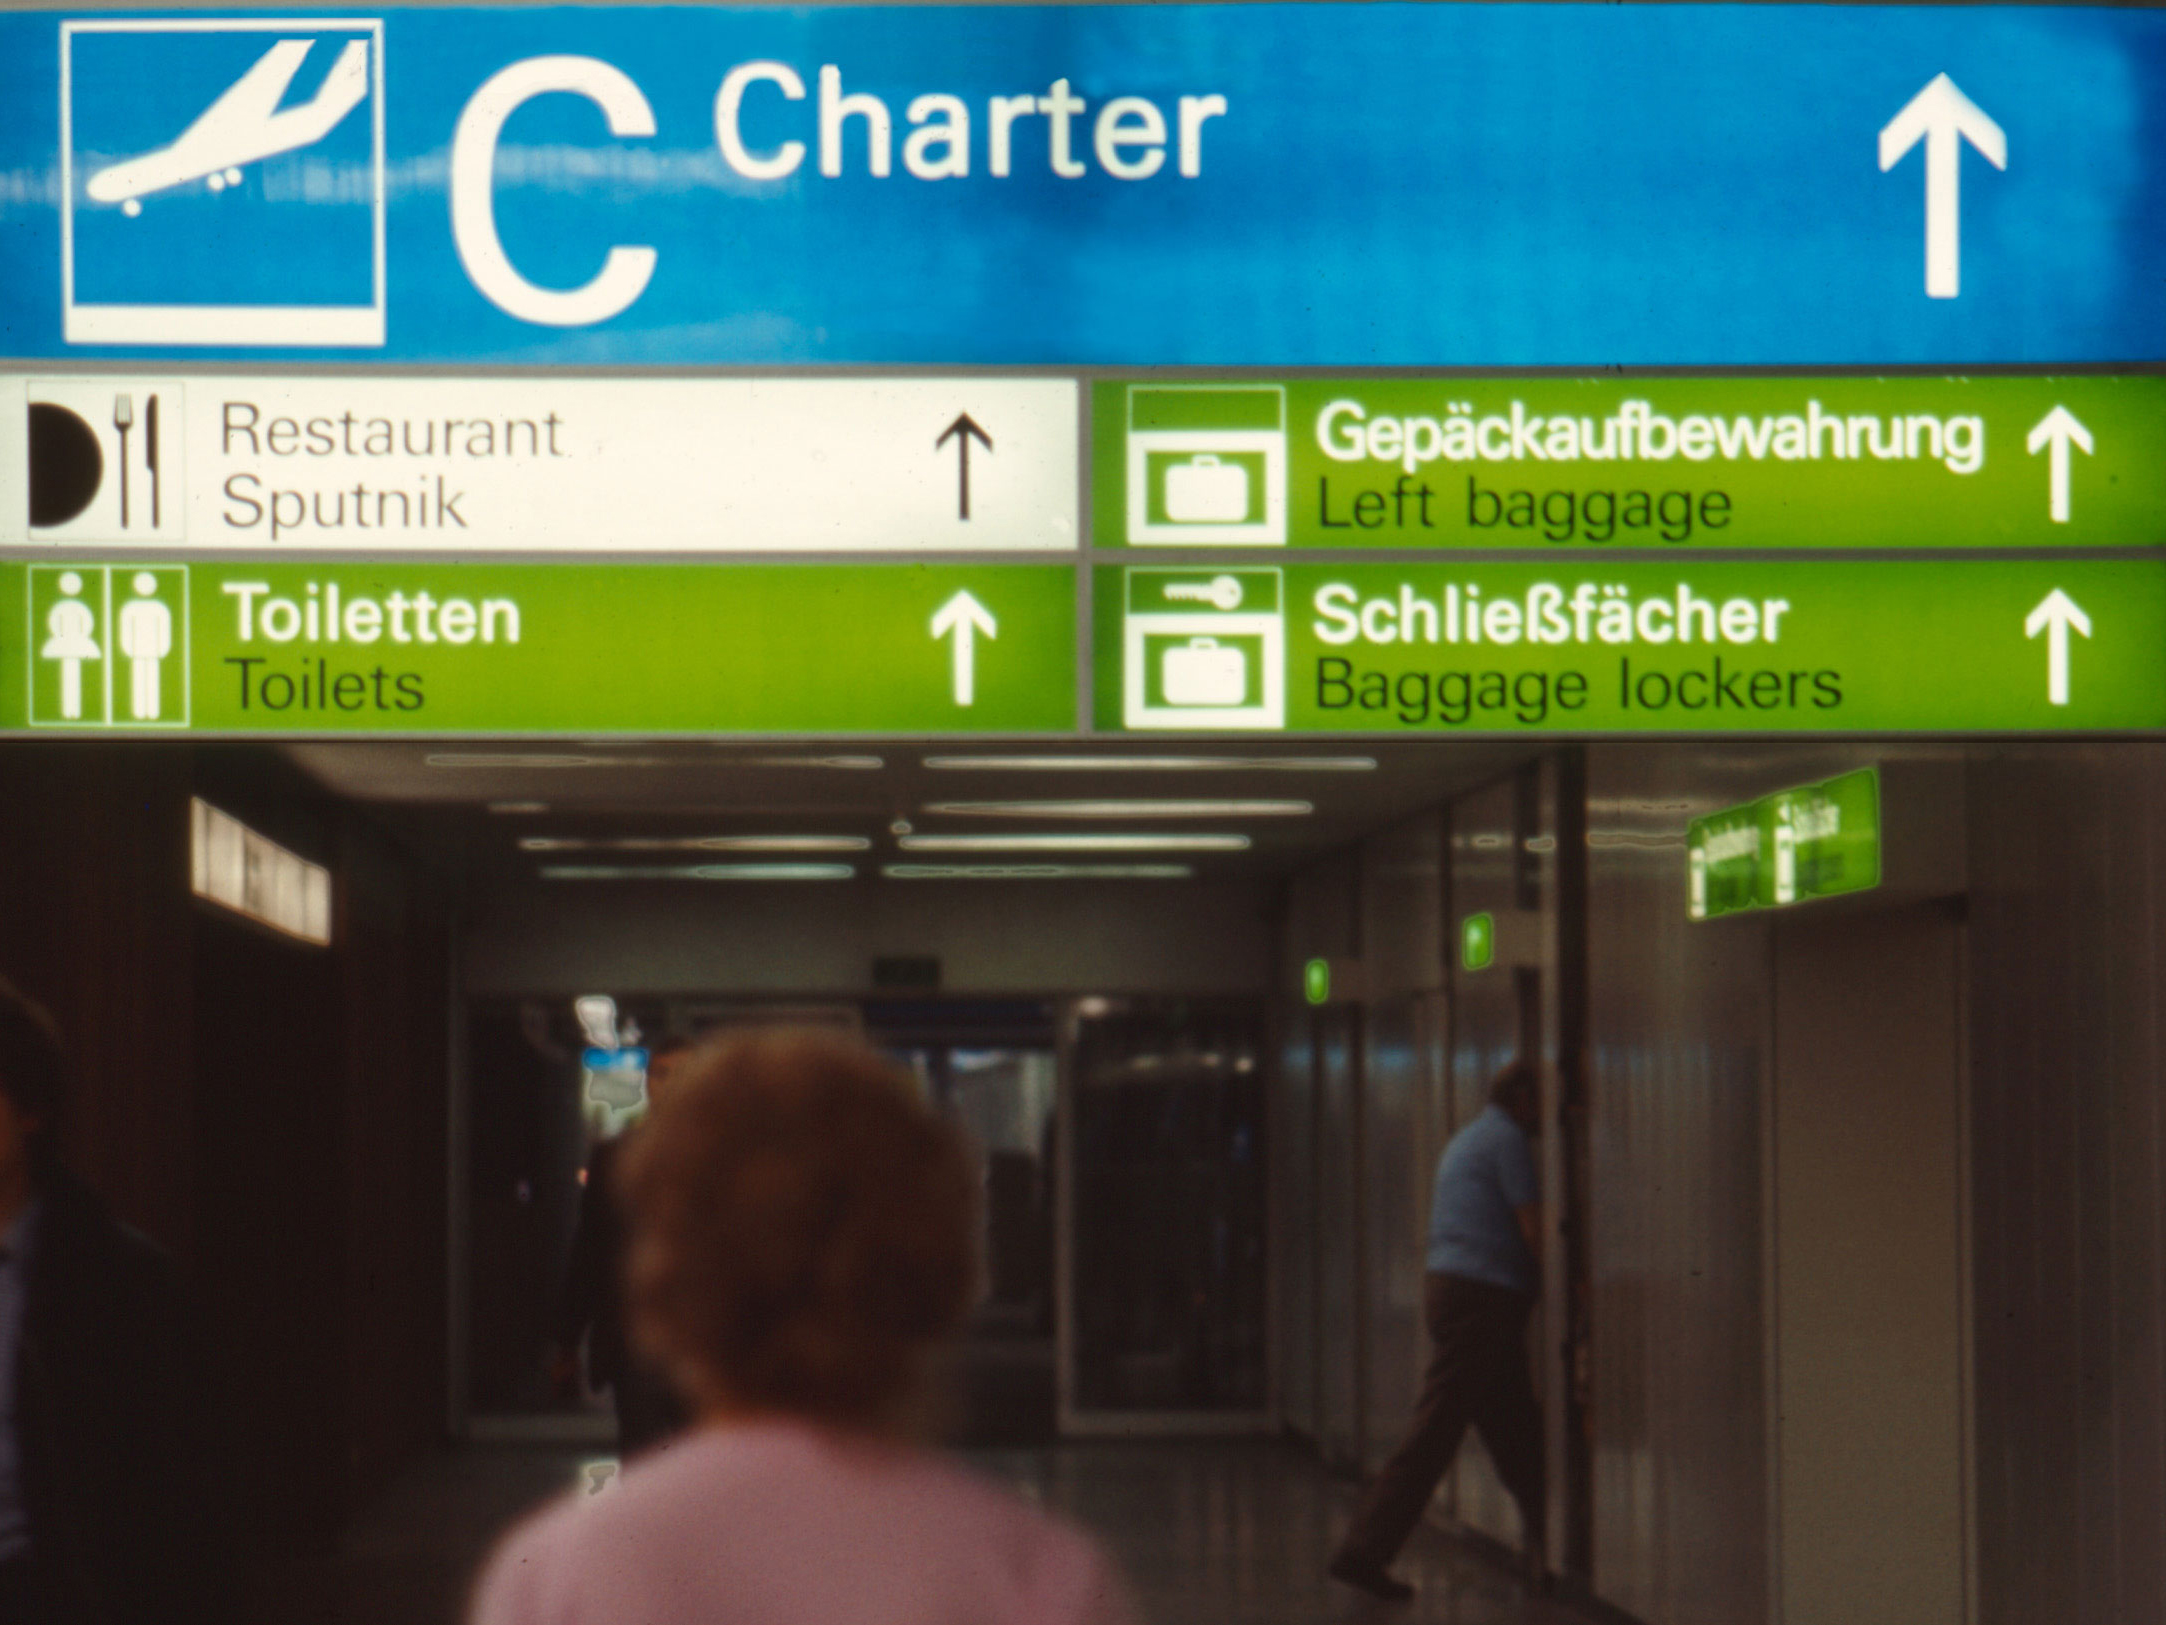 C Charter
Restaurant
Sputnik
Gepäckaufbewahrung
Left baggage
Toiletten
Toilets
Schließfächer
Baggage lockers